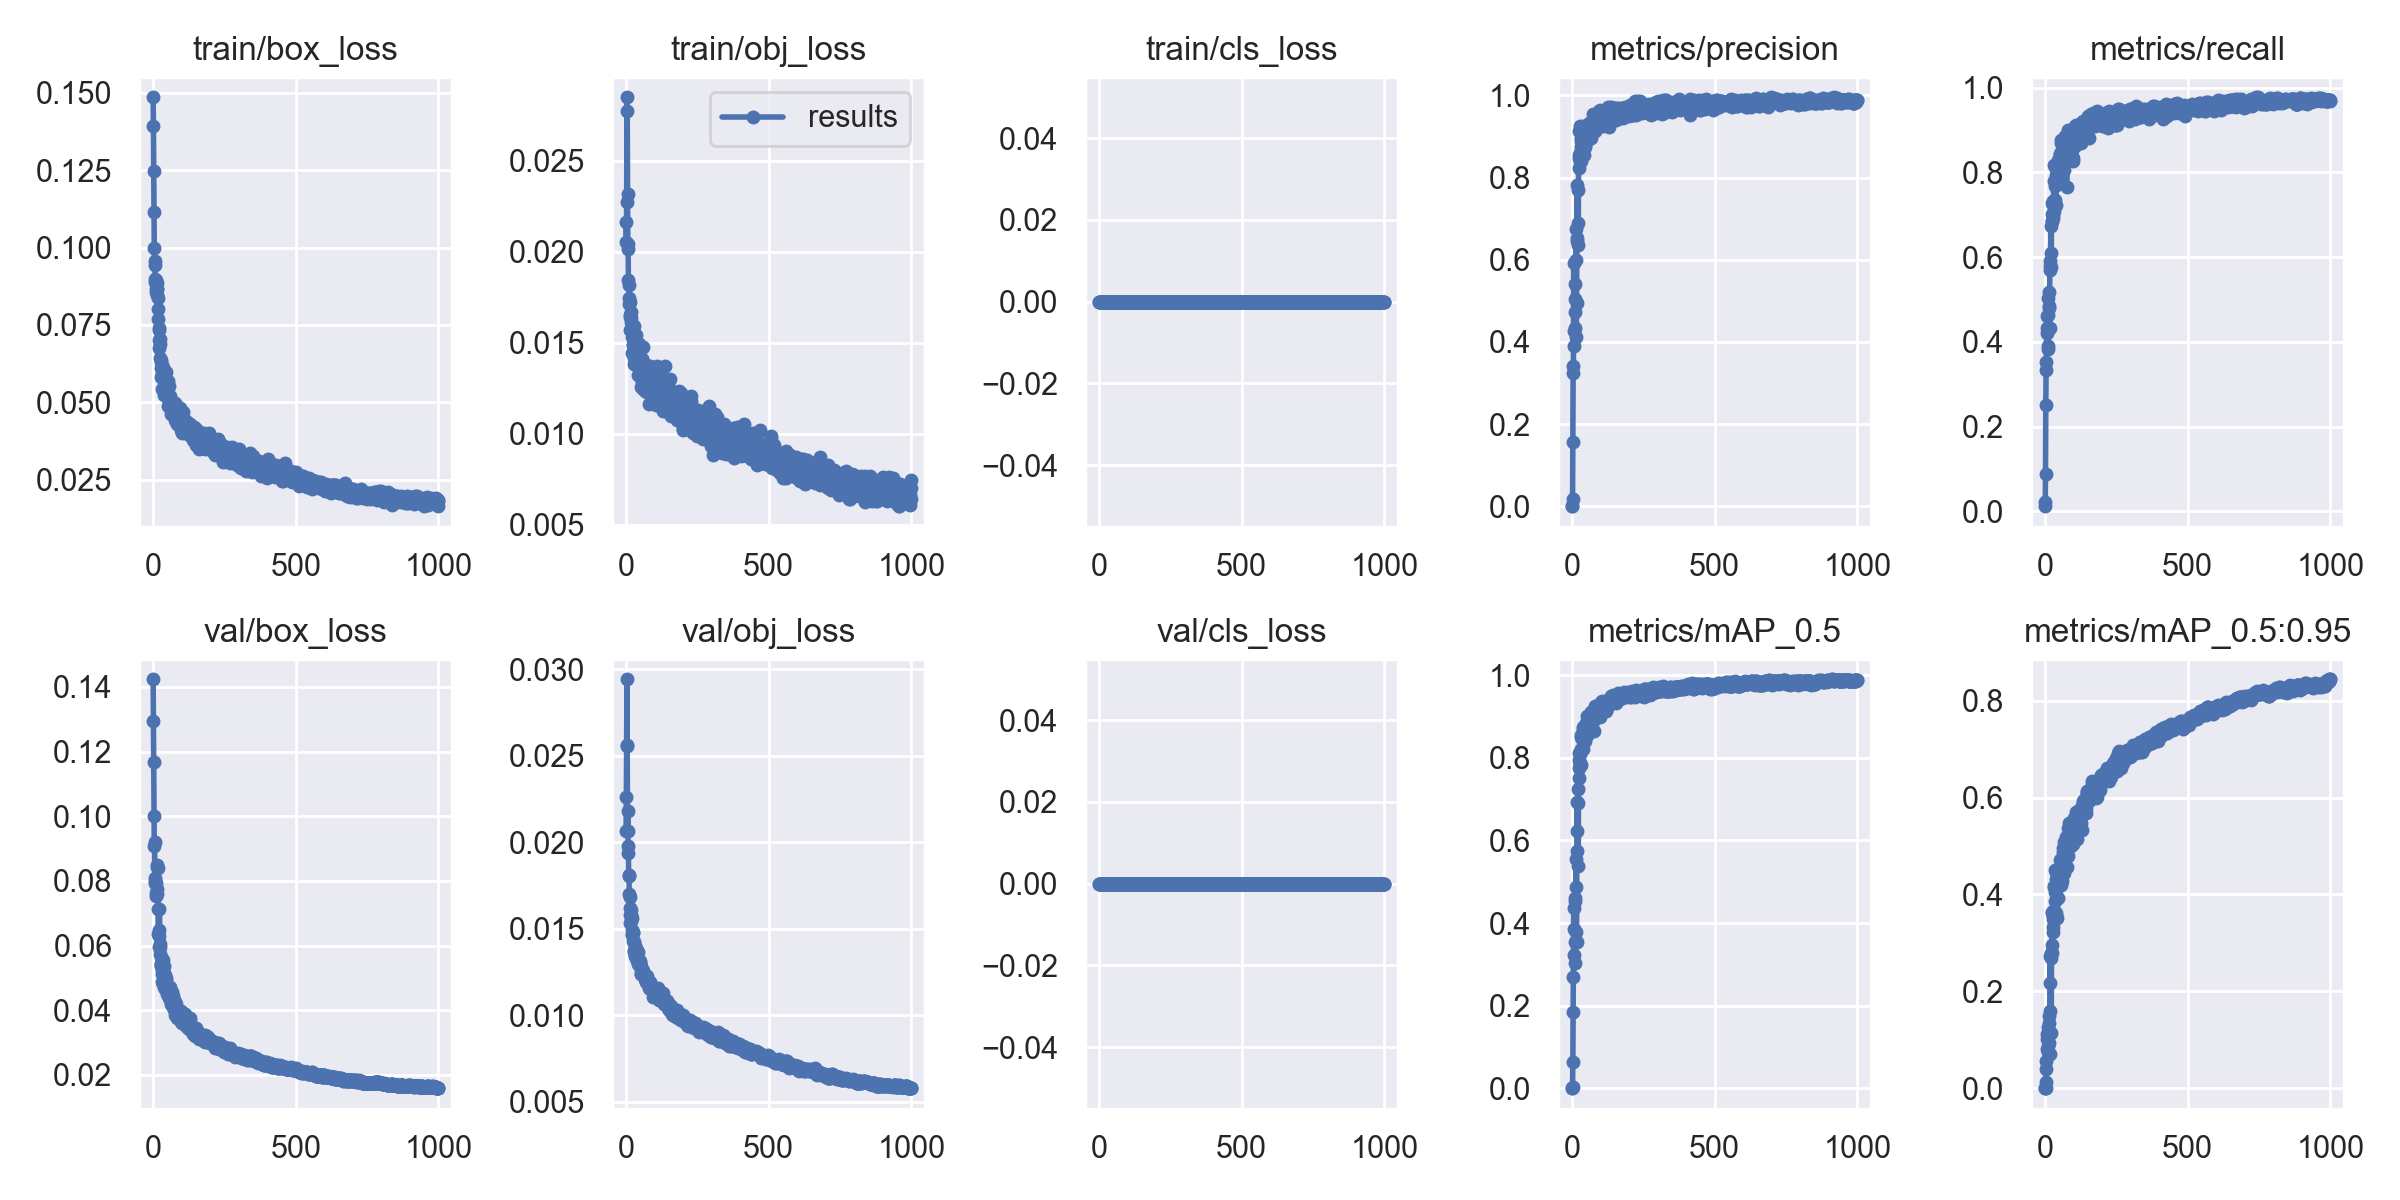 train/box_loss
0.150
0.125
0.100
0.075
0.050
0.025
0 500 1000
train/obj_loss
results
0.025
0.020
0.015
0.010
0.005
0 500 1000
train/cls_loss
0.04
0.02
0.00
−0.02
−0.04
0 500 1000
metrics/precision
1.0
0.8
0.6
0.4
0.2
0.0
0 500 1000
metrics/recall
1.0
0.8
0.6
0.4
0.2
0.0
0 500 1000
val/box_loss
0.14
0.12
0.10
0.08
0.06
0.04
0.02
0 500 1000
val/obj_loss
0.030
0.025
0.020
0.015
0.010
0.005
0 500 1000
val/cls_loss
0.04
0.02
0.00
−0.02
−0.04
0 500 1000
metrics/mAP_0.5
1.0
0.8
0.6
0.4
0.2
0.0
0 500 1000
metrics/mAP_0.5:0.95
0.8
0.6
0.4
0.2
0.0
0 500 1000